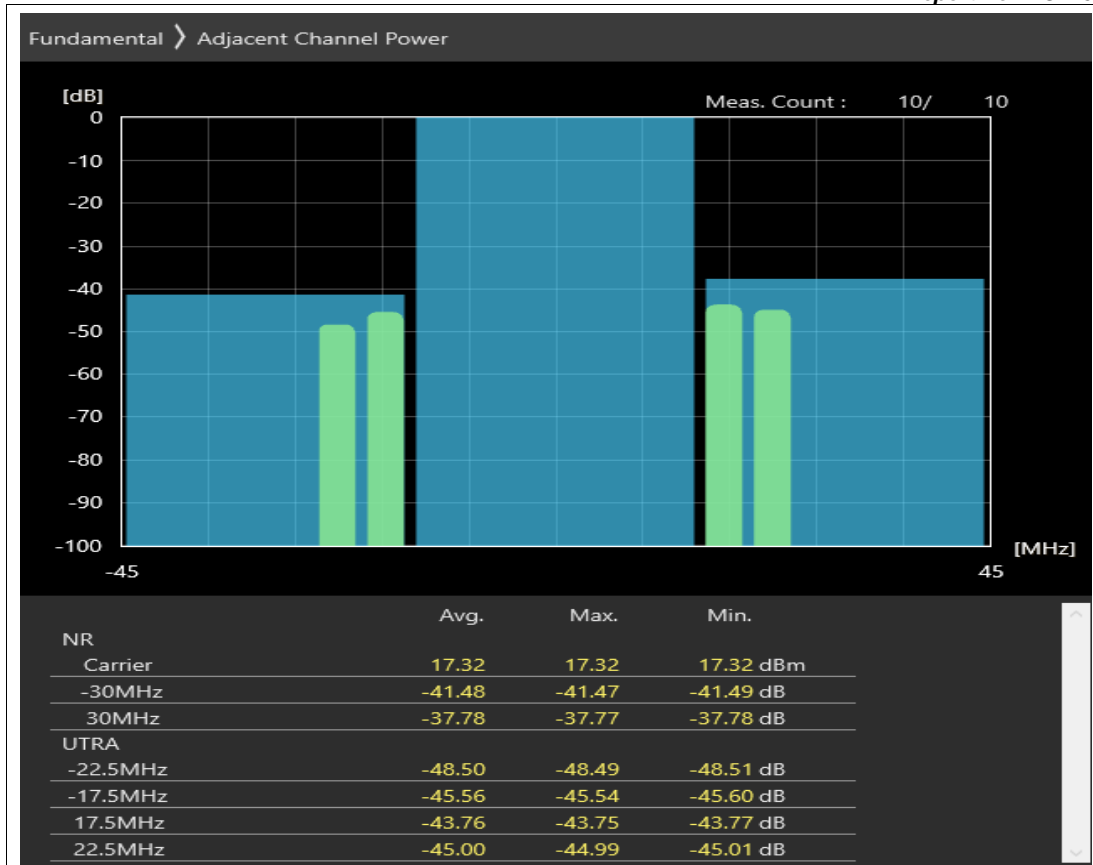 Fundamental ❯ Adjacent Channel Power
[dB]
Meas. Count : 10/ 10
0
-10
-20
-30
-40
-50
-60
-70
-80
-90
-100
[MHz]
-45 45
Avg. Max. Min.
NR
Carrier 17.32 17.32 17.32 dBm
-30MHz -41.48 -41.47 -41.49 dB
30MHz -37.78 -37.77 -37.78 dB
UTRA
-22.5MHz -48.50 -48.49 -48.51 dB
-17.5MHz -45.56 -45.54 -45.60 dB
17.5MHz -43.76 -43.75 -43.77 dB
22.5MHz -45.00 -44.99 -45.01 dB